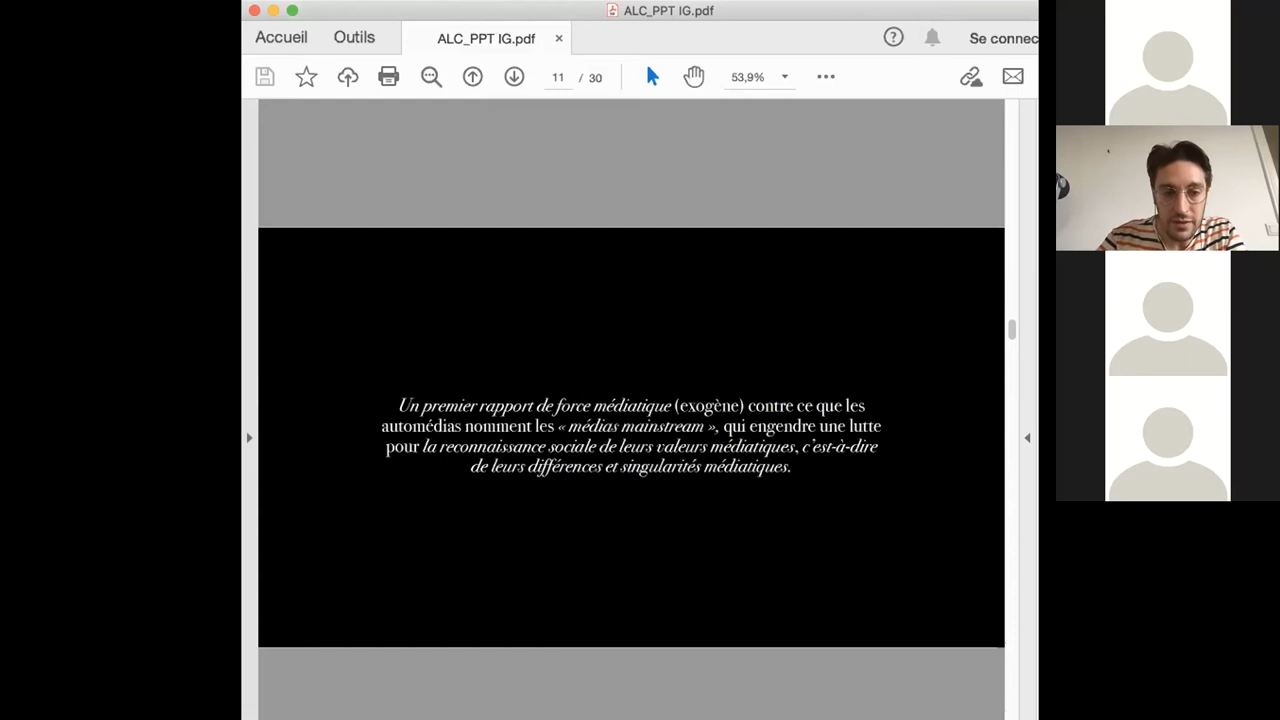 ALC_PPT IG.pdf
Accueil
Outils
ALC_PPT IG.pdf
×
Se connec
11 / 30
53,9%
Un premier rapport de force médiatique (exogène) contre ce que les
automédias nomment les « médias mainstream », qui engendre une lutte
pour la reconnaissance sociale de leurs valeurs médiatiques, c’est-à-dire
de leurs différences et singularités médiatiques.